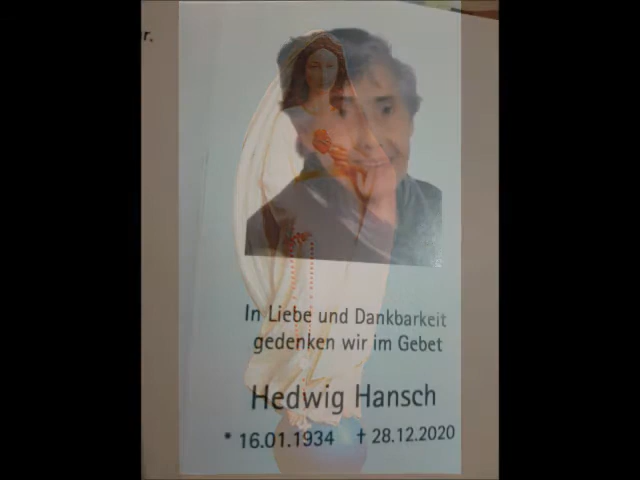 r.
In Liebe und Dankbarkeit
gedenken wir im Gebet
Hedwig Hansch
* 16.01.1934 † 28.12.2020